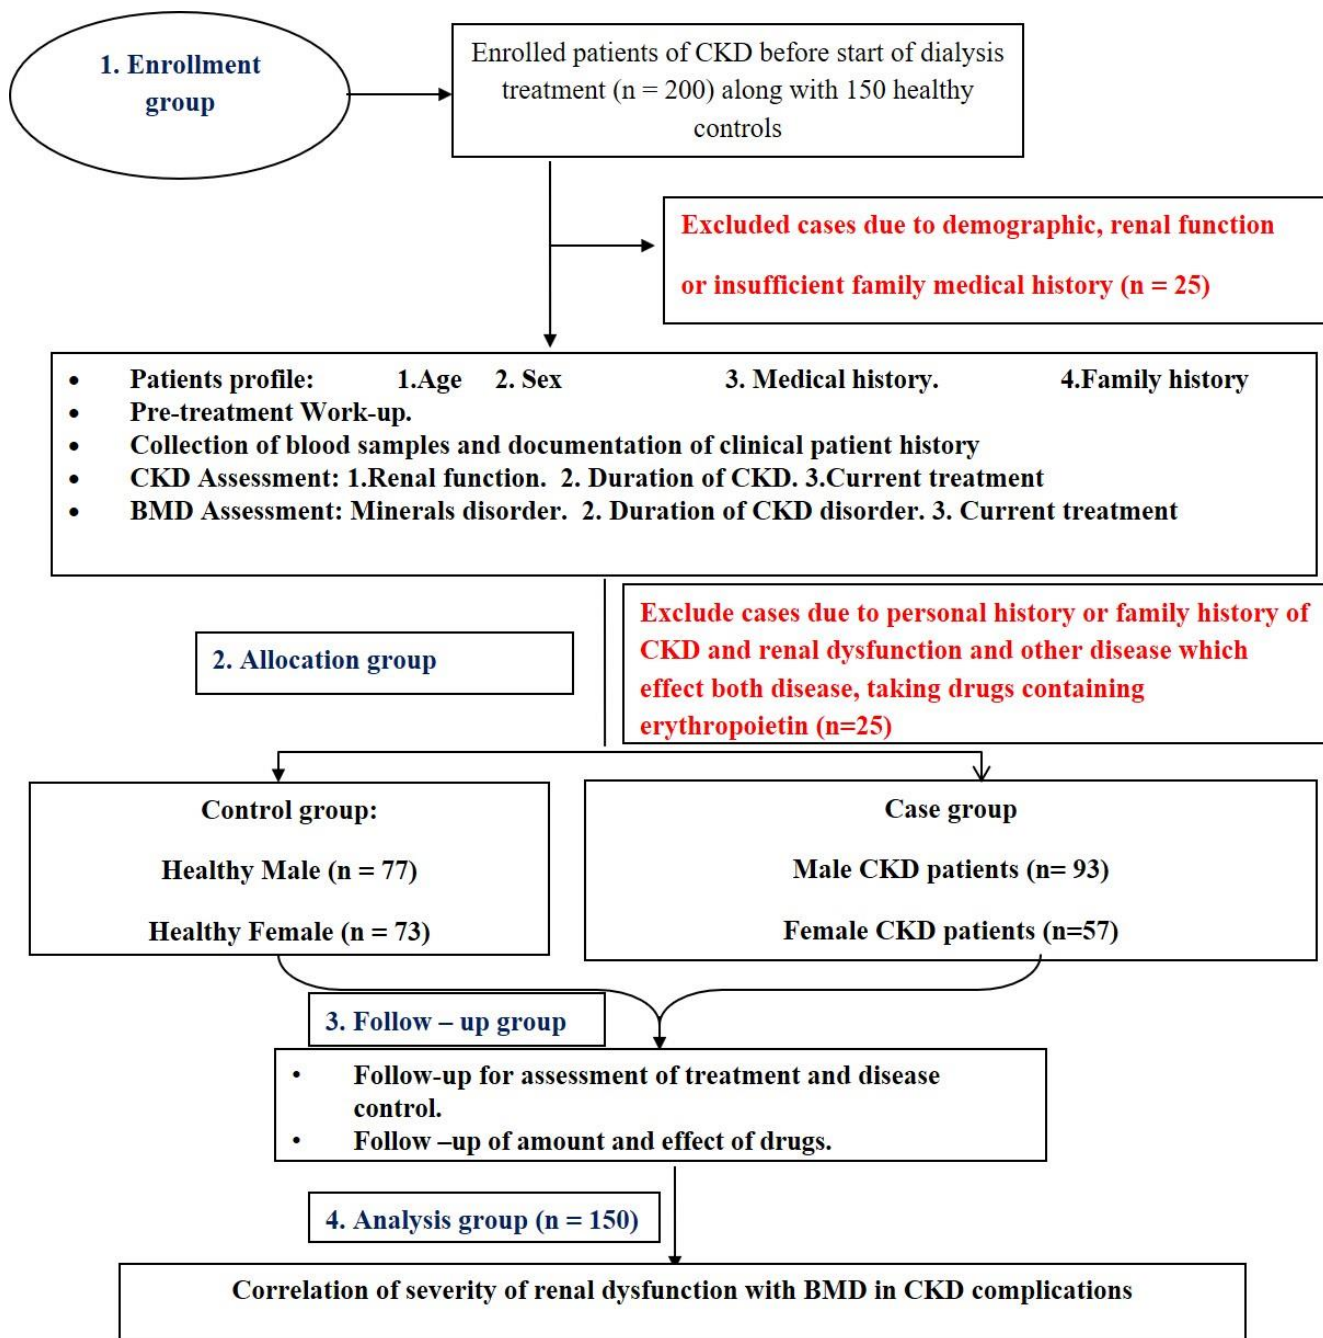 1. Enrollment
group
Enrolled patients of CKD before start of dialysis
treatment (n = 200) along with 150 healthy
controls
Excluded cases due to demographic, renal function
or insufficient family medical history (n = 25)
• Patients profile: 1.Age 2. Sex 3. Medical history. 4.Family history
• Pre-treatment Work-up.
• Collection of blood samples and documentation of clinical patient history
• CKD Assessment: 1.Renal function. 2. Duration of CKD. 3.Current treatment
• BMD Assessment: Minerals disorder. 2. Duration of CKD disorder. 3. Current treatment
2. Allocation group
Exclude cases due to personal history or family history of
CKD and renal dysfunction and other disease which
effect both disease, taking drugs containing
erythropoietin (n=25)
Control group:
Healthy Male (n = 77)
Healthy Female (n = 73)
Case group
Male CKD patients (n= 93)
Female CKD patients (n=57)
3. Follow – up group
• Follow-up for assessment of treatment and disease
control.
• Follow –up of amount and effect of drugs.
4. Analysis group (n = 150)
Correlation of severity of renal dysfunction with BMD in CKD complications